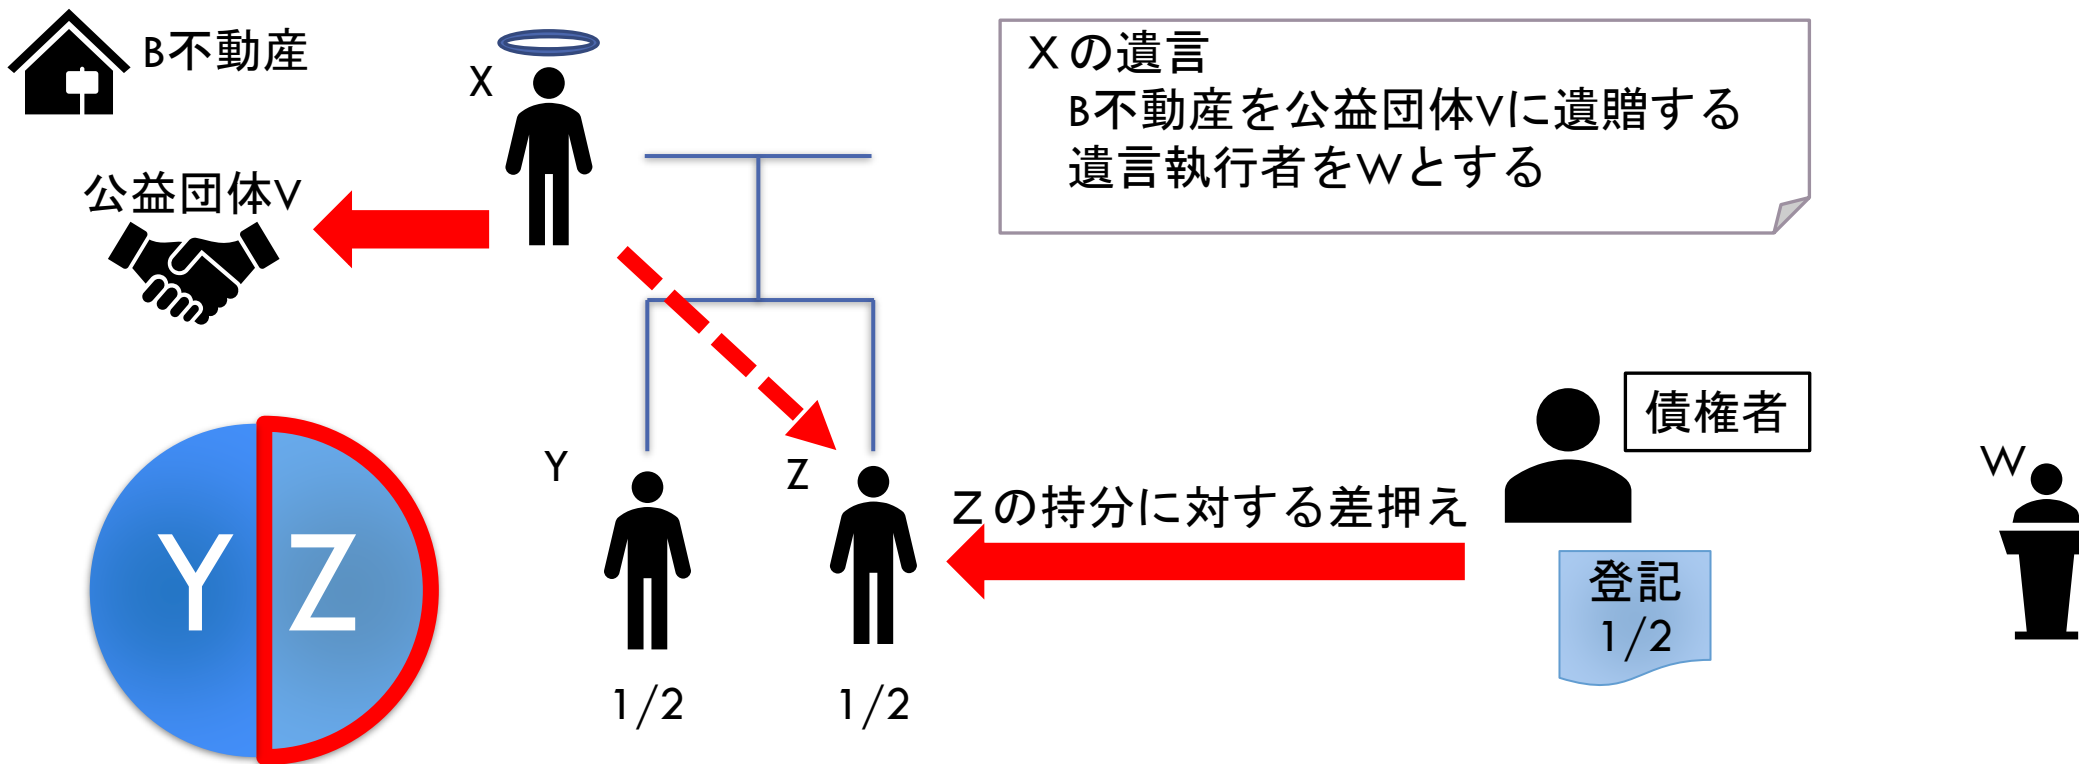 B不動産
X
Xの遺言
B不動産を公益団体Vに遺贈する
遺言執行者をWとする
公益団体V
債権者
Y
Z
Zの持分に対する差押え
W
Y
Z
登記
1/2
1/2
1/2